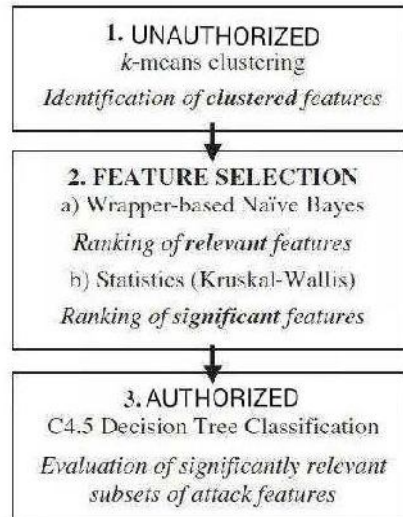 1. UNAUTHORIZED
k-means clustering
Identification of clustered features
2. FEATURE SELECTION
a) Wrapper-based Naïve Bayes
Ranking of relevant features
b) Statistics (Kruskal-Wallis)
Ranking of significant features
3. AUTHORIZED
C4.5 Decision Tree Classification
Evaluation of significantly relevant
subsets of attack features